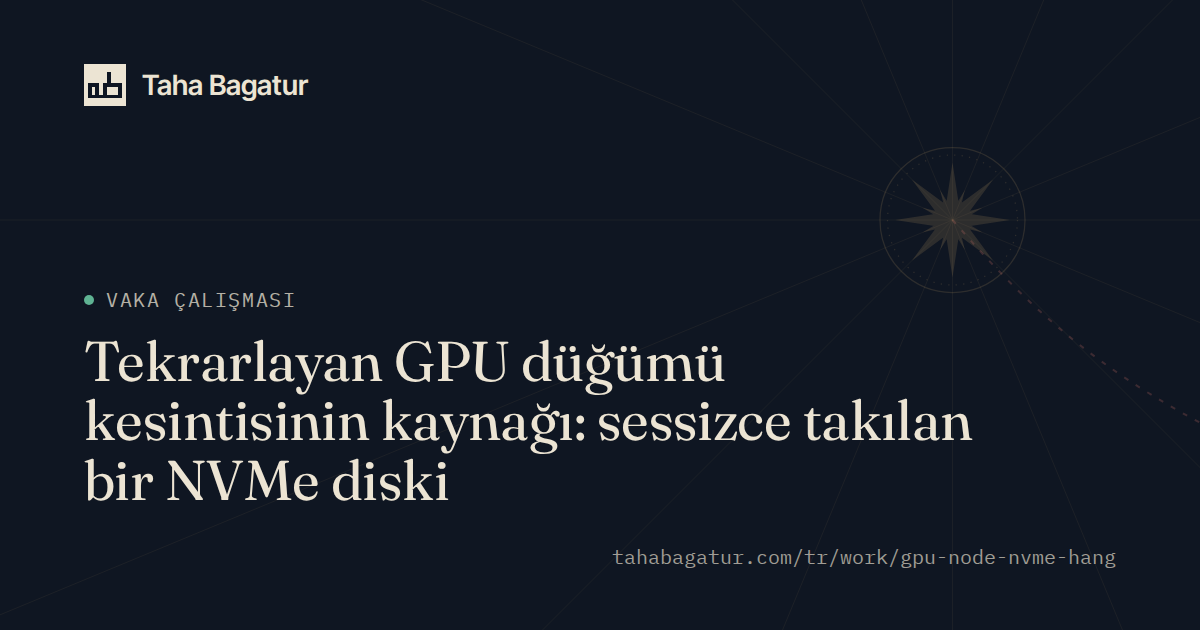 Taha Bagatur
VAKA ÇALIŞMASI
Tekrarlayan GPU düğümü
kesintisinin kaynağı: sessizce takılan
bir NVMe diski
tahabagatur.com/tr/work/gpu-node-nvme-hang